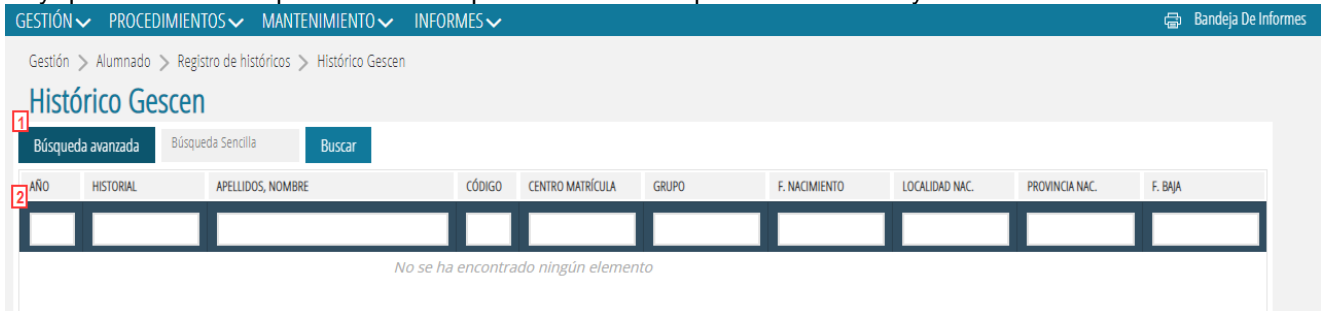 GESTIÓN PROCEDIMIENTOS MANTENIMIENTO INFORMES Bandeja De Informes
Gestión > Alumnado > Registro de históricos > Histórico Gescen
Histórico Gescen
1
Búsqueda avanzada Búsqueda Sencilla Buscar
2
AÑO HISTORIAL APELLIDOS, NOMBRE CÓDIGO CENTRO MATRÍCULA GRUPO F. NACIMIENTO LOCALIDAD NAC. PROVINCIA NAC. F. BAJA
No se ha encontrado ningún elemento